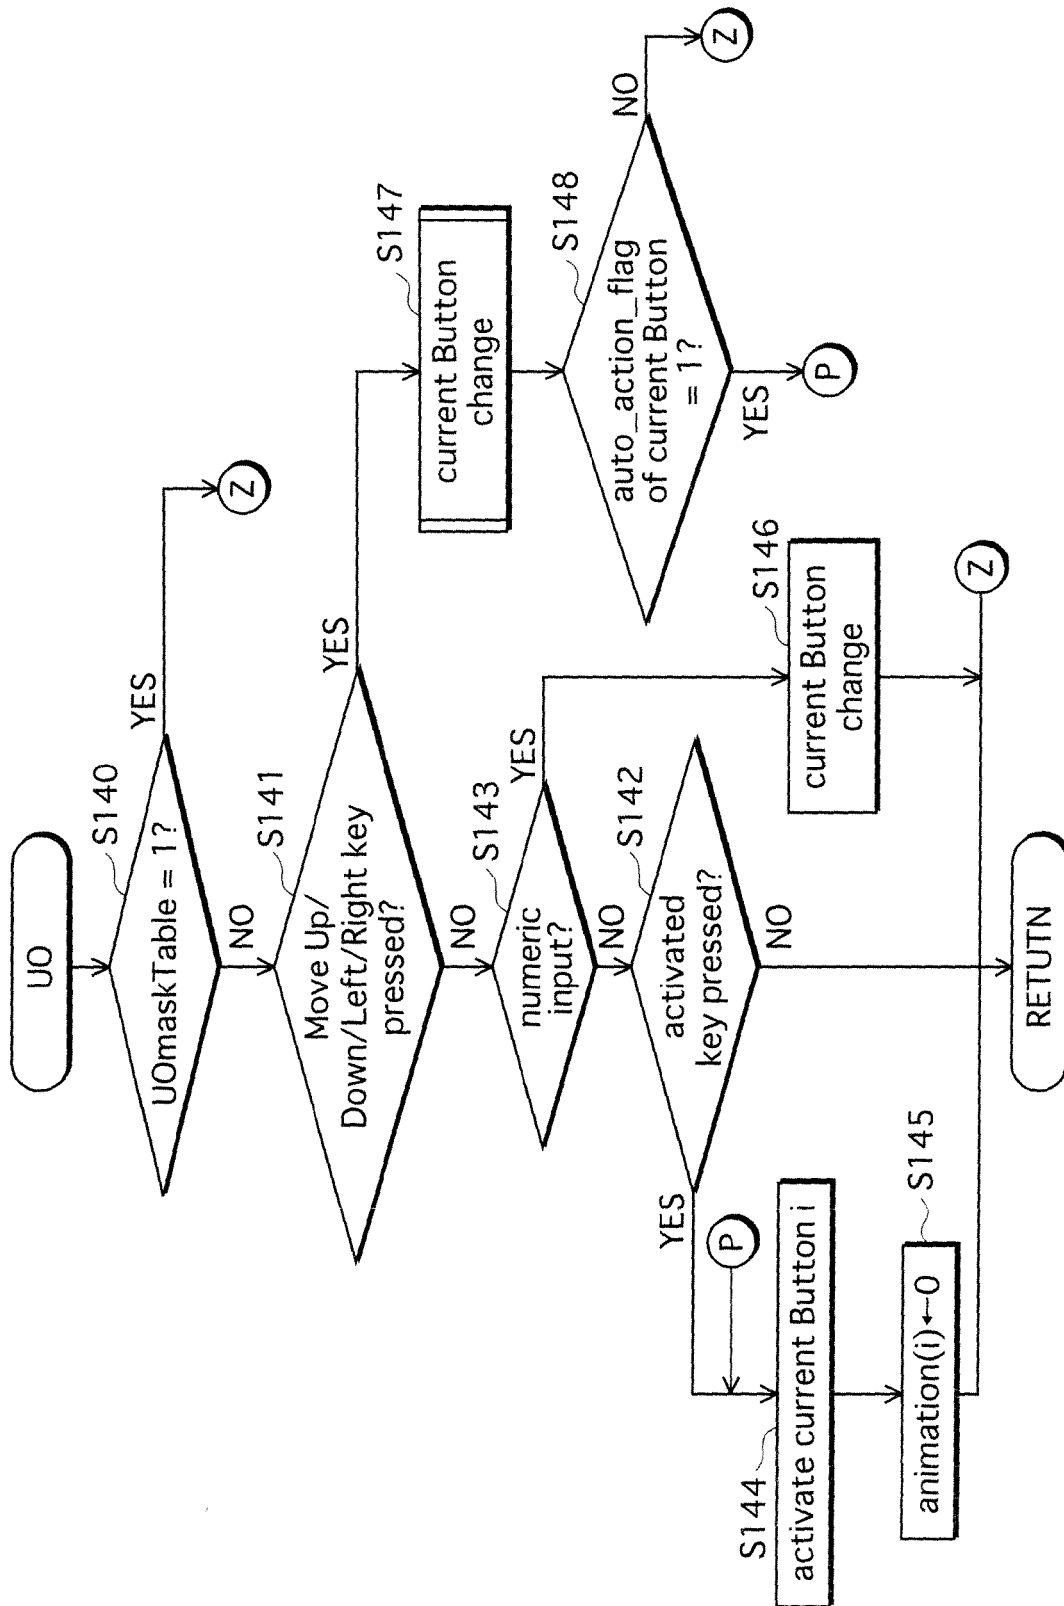 UO
S140
UOmaskTable = 1?
YES
Z
NO
S141
Move Up/
Down/Left/Right key
pressed?
YES
NO
S147
current Button
change
S148
auto_action_flag
of current Button
= 1?
NO
Z
YES
P
S143
numeric
input?
YES
NO
S146
current Button
change
S142
activated
key pressed?
YES
NO
P
S144
activate current Button i
S145
animation(i)←0
Z
RETUTN